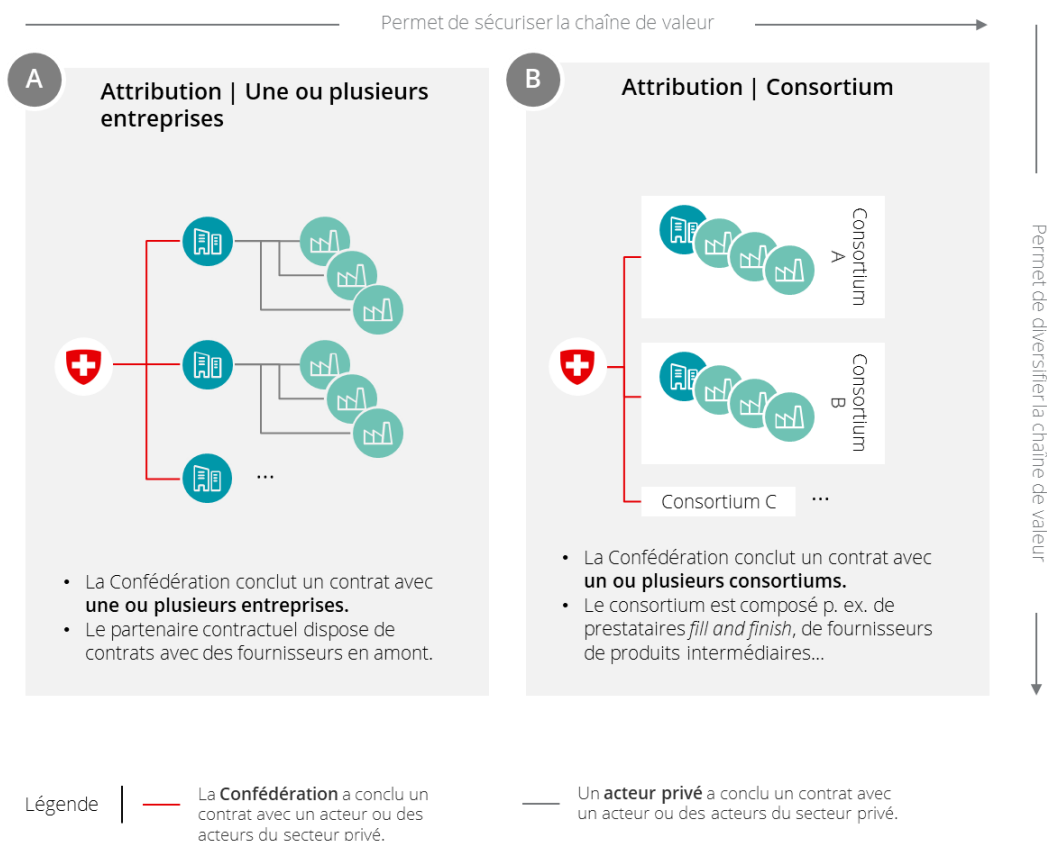 Permet de sécuriser la chaîne de valeur
A
Attribution | Une ou plusieurs
entreprises
...
• La Confédération conclut un contrat avec
une ou plusieurs entreprises.
• Le partenaire contractuel dispose de
contrats avec des fournisseurs en amont.
B
Attribution | Consortium
Consortium
A
Consortium
B
Consortium C
...
• La Confédération conclut un contrat avec
un ou plusieurs consortiums.
• Le consortium est composé p. ex. de
prestataires fill and finish, de fournisseurs
de produits intermédiaires...
Permet de diversifier la chaîne de valeur
Légende
La Confédération a conclu un
contrat avec un acteur ou des
acteurs du secteur privé.
Un acteur privé a conclu un contrat avec
un acteur ou des acteurs du secteur privé.